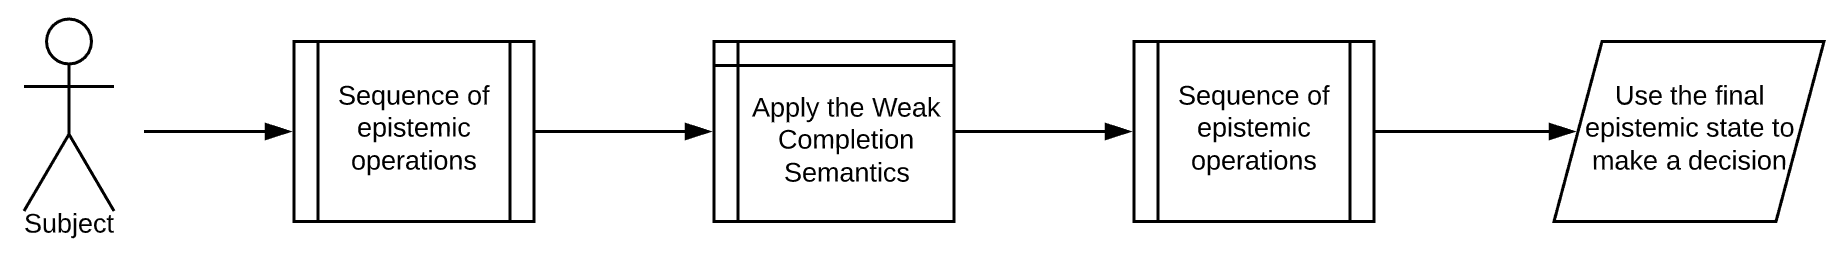 Subject
Sequence of
epistemic
operations
Apply the Weak
Completion
Semantics
Sequence of
epistemic
operations
Use the final
epistemic state to
make a decision